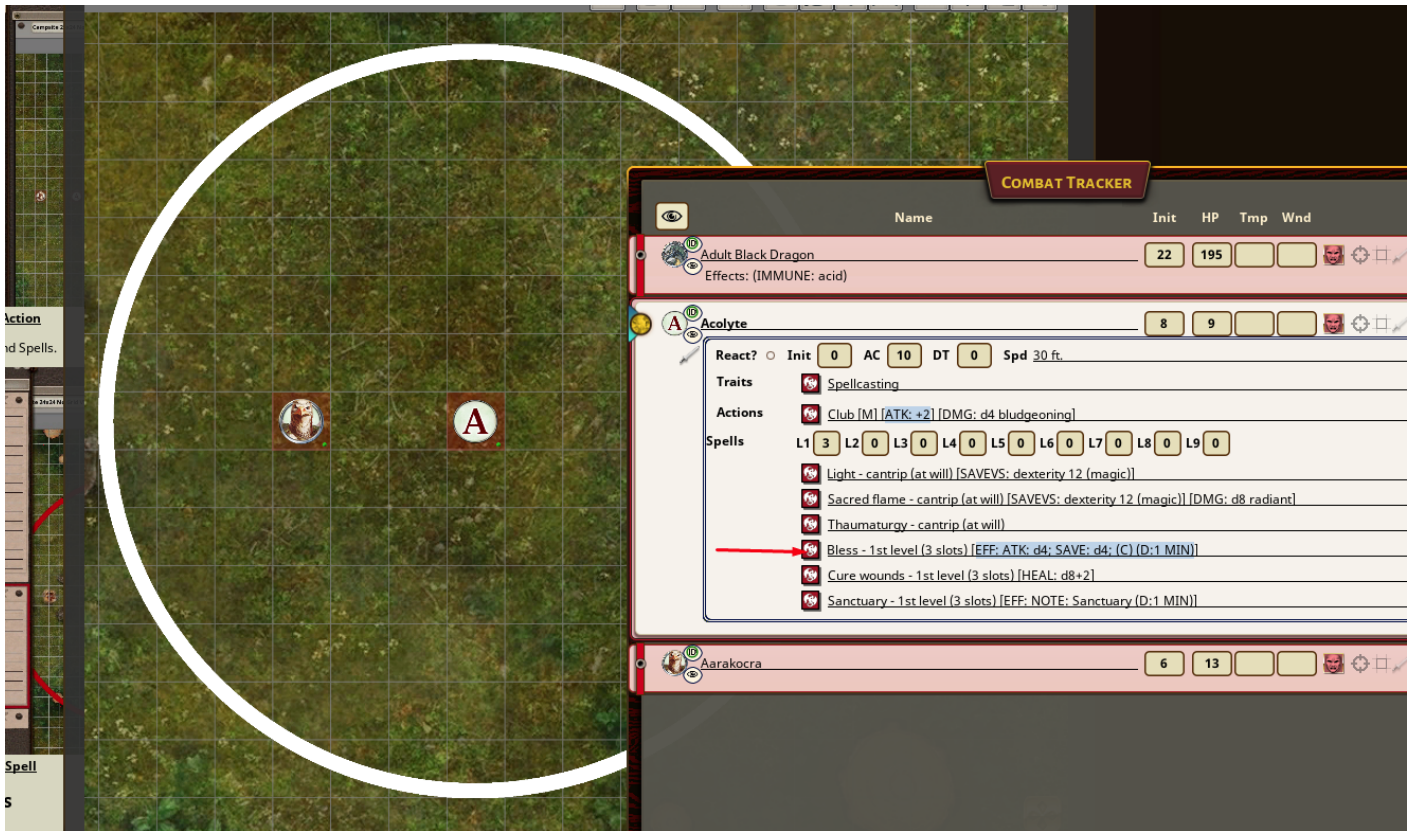 Campsite 2
Action
nd Spells.
Spell
s
A
COMBAT TRACKER
Name Init HP Tmp Wnd
ID Adult Black Dragon 22 195
Effects: (IMMUNE: acid)
A ID Acolyte 8 9
React? Init 0 AC 10 DT 0 Spd 30 ft.
Traits Spellcasting
Actions Club [M] [ATK: +2] [DMG: d4 bludgeoning]
Spells L1 3 L2 0 L3 0 L4 0 L5 0 L6 0 L7 0 L8 0 L9 0
Light - cantrip (at will) [SAVEVS: dexterity 12 (magic)]
Sacred flame - cantrip (at will) [SAVEVS: dexterity 12 (magic)] [DMG: d8 radiant]
Thaumaturgy - cantrip (at will)
Bless - 1st level (3 slots) [EFF: ATK: d4; SAVE: d4; (C) (D:1 MIN)]
Cure wounds - 1st level (3 slots) [HEAL: d8+2]
Sanctuary - 1st level (3 slots) [EFF: NOTE: Sanctuary (D:1 MIN)]
ID Aarakocra 6 13